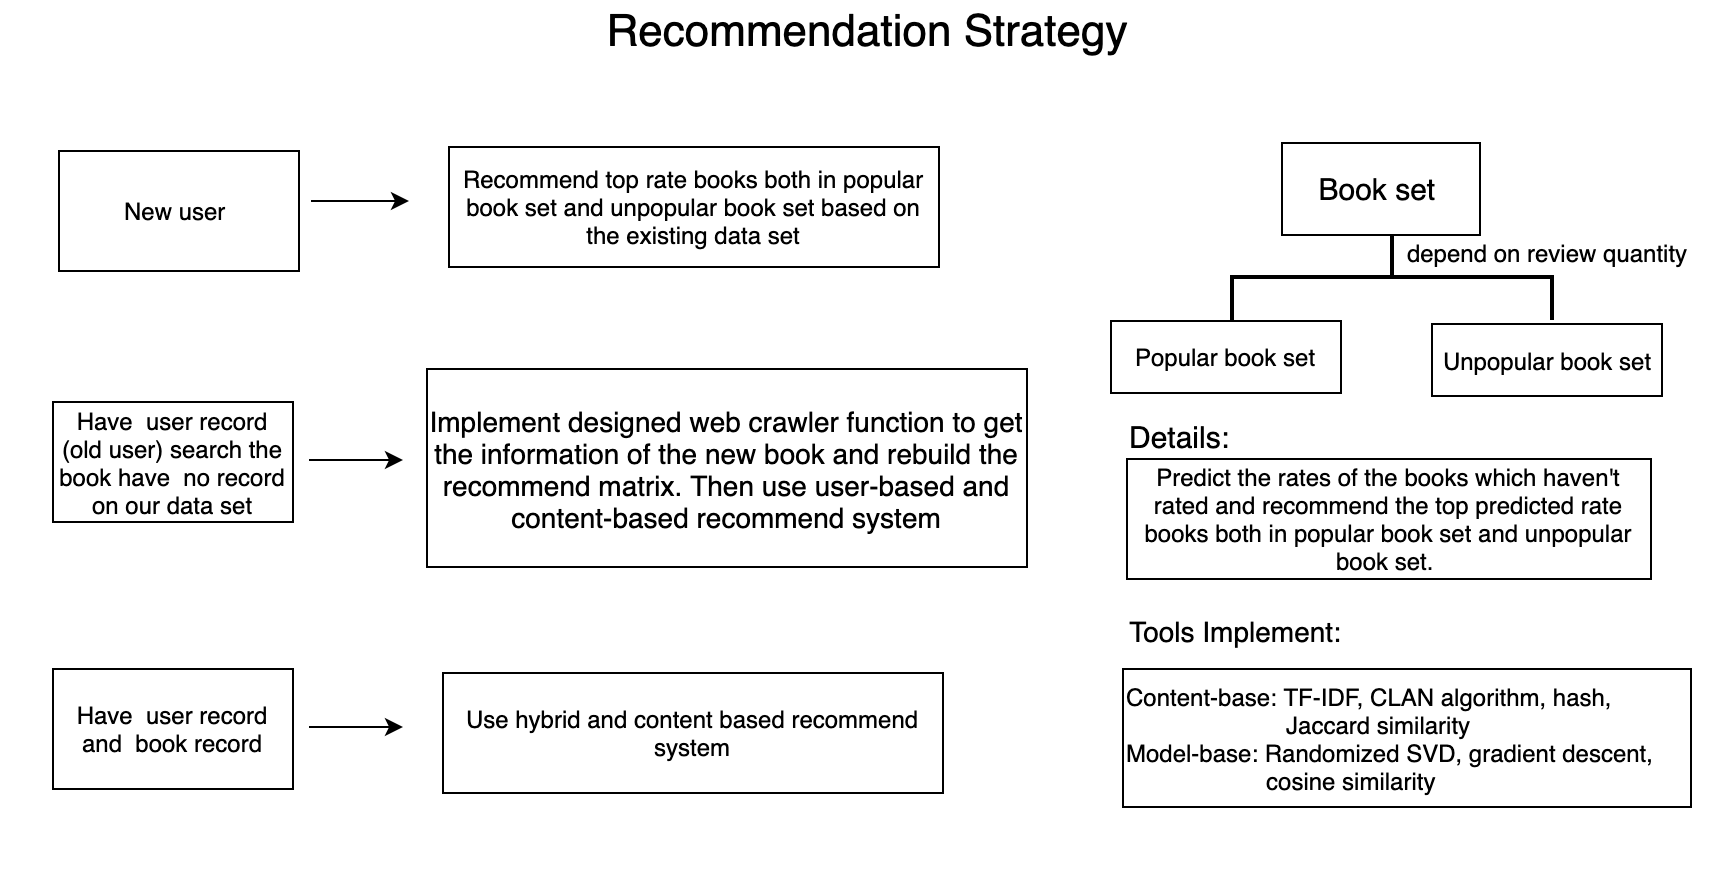 Recommendation Strategy
New user
Recommend top rate books both in popular
book set and unpopular book set based on
the existing data set
Have  user record
(old user) search the
book have  no record
on our data set
Implement designed web crawler function to get
the information of the new book and rebuild the
recommend matrix. Then use user-based and
content-based recommend system
Have  user record
and  book record
Use hybrid and content based recommend
system
Book set
depend on review quantity
Popular book set
Unpopular book set
Details:
Predict the rates of the books which haven't
rated and recommend the top predicted rate
books both in popular book set and unpopular
book set.
Tools Implement:
Content-base: TF-IDF, CLAN algorithm, hash,
Jaccard similarity
Model-base: Randomized SVD, gradient descent,
cosine similarity